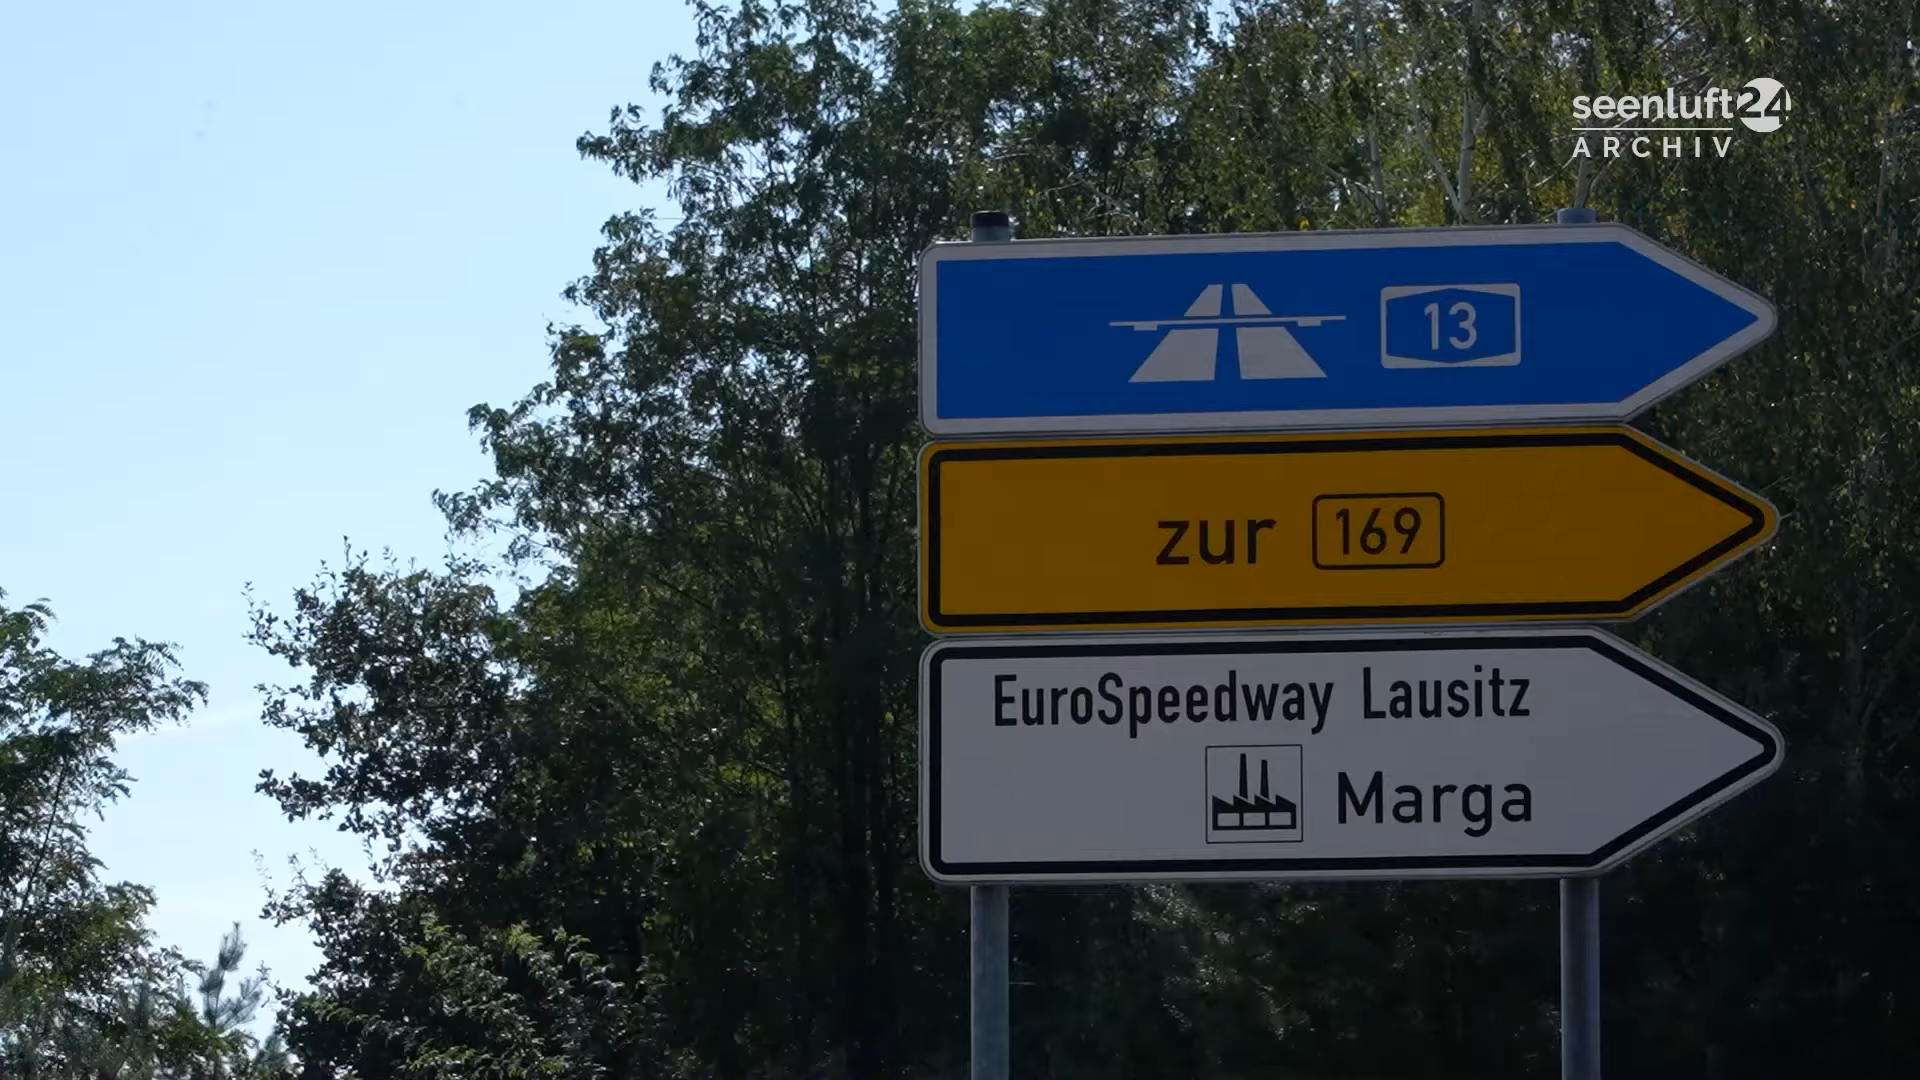 seenluft24
ARCHIV
13
zur 169
EuroSpeedway Lausitz
Marga